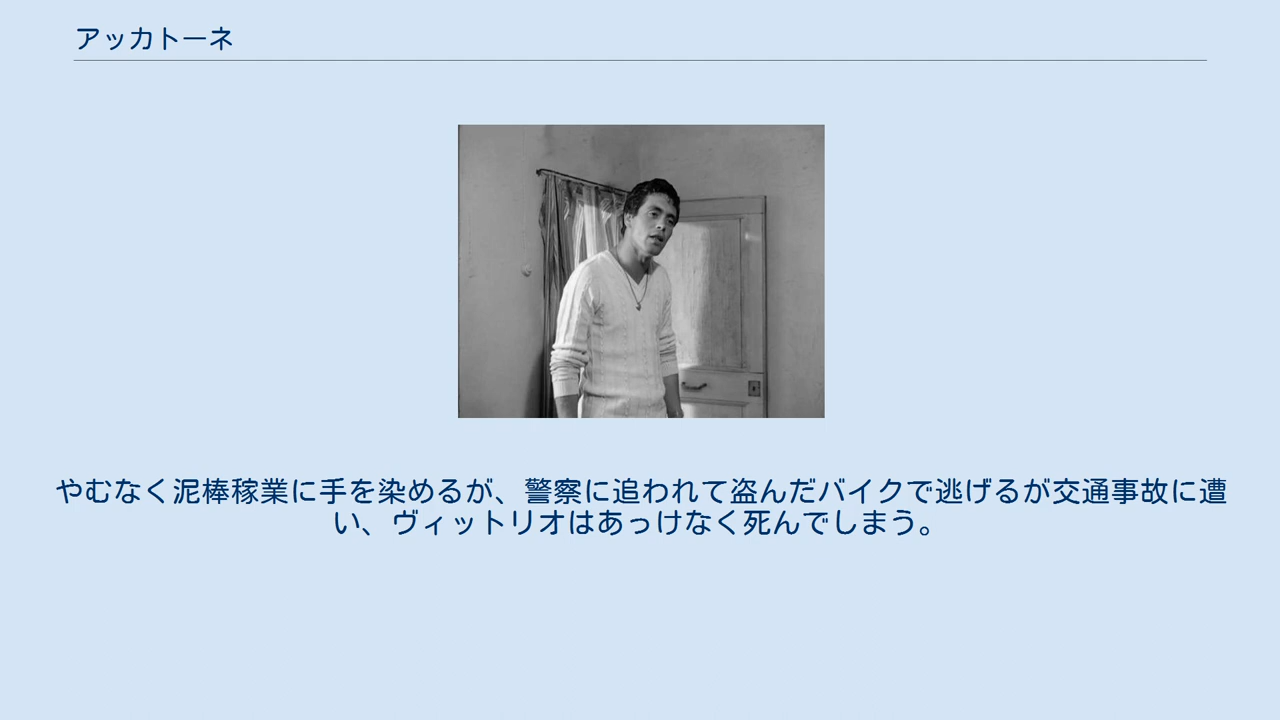 アッカトーネ
やむなく泥棒稼業に手を染めるが、警察に追われて盗んだバイクで逃げるが交通事故に遭
い、ヴィットリオはあっけなく死んでしまう。